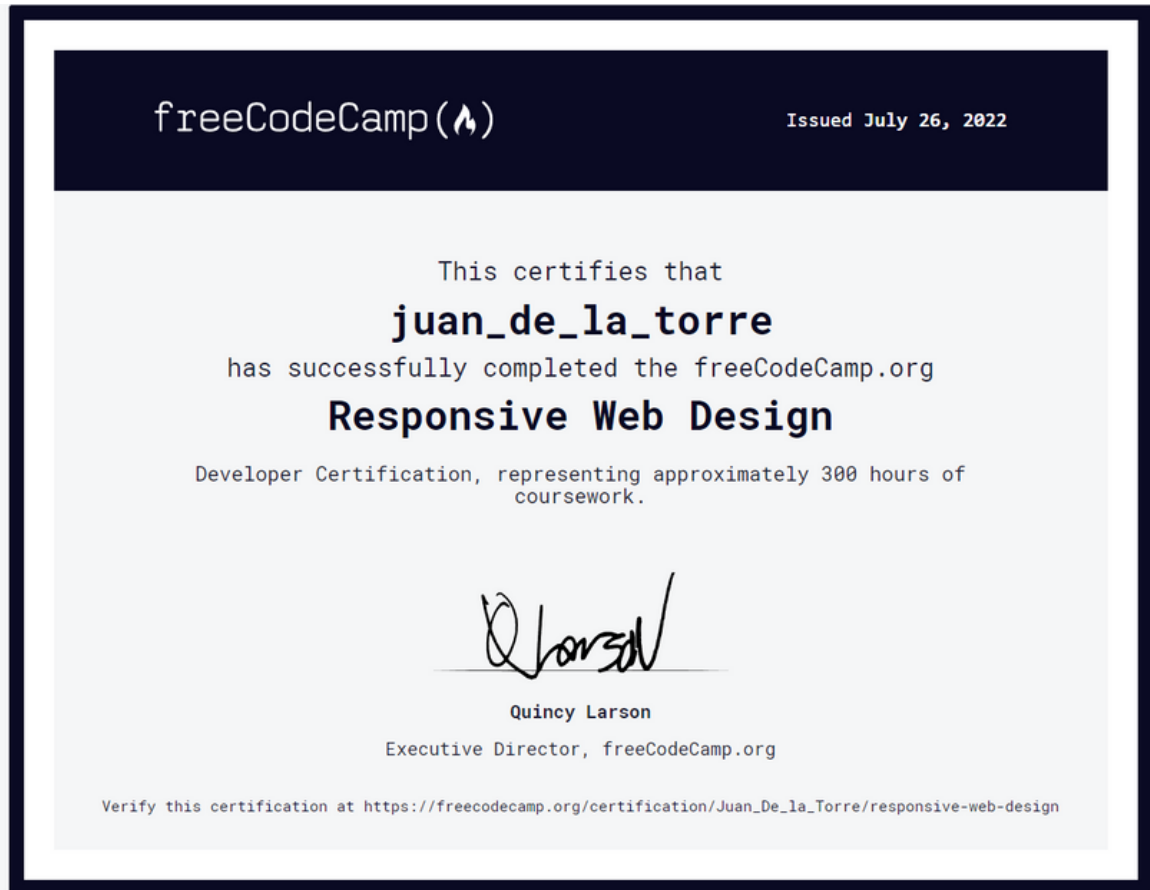 freeCodeCamp(🔥)
Issued July 26, 2022
This certifies that
juan_de_la_torre
has successfully completed the freeCodeCamp.org
Responsive Web Design
Developer Certification, representing approximately 300 hours of
coursework.
Q Larson
Quincy Larson
Executive Director, freeCodeCamp.org
Verify this certification at https://freecodecamp.org/certification/Juan_De_la_Torre/responsive-web-design